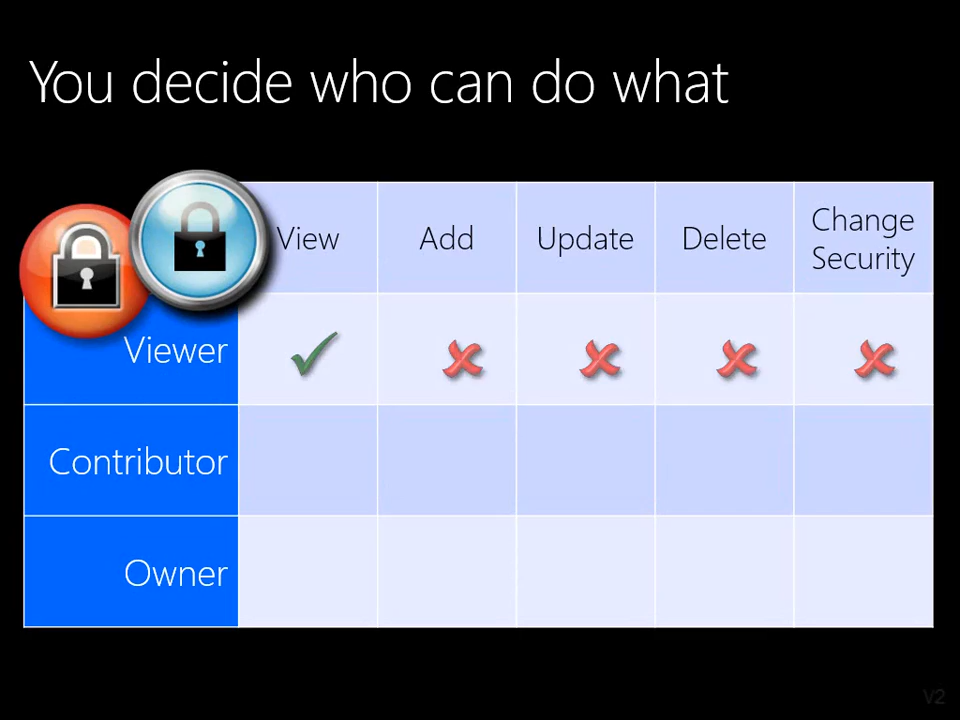 You decide who can do what
View Add Update Delete Change Security
Viewer
Contributor
Owner
V2